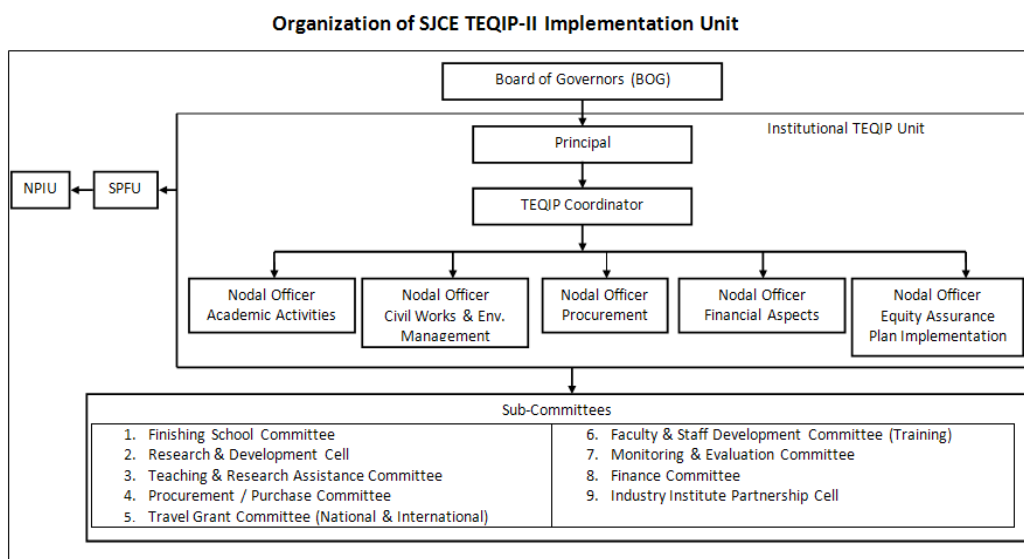 Organization of SJCE TEQIP-II Implementation Unit
Board of Governors (BOG)
Institutional TEQIP Unit
Principal
NPIU
SPFU
TEQIP Coordinator
Nodal Officer
Academic Activities
Nodal Officer
Civil Works & Env.
Management
Nodal Officer
Procurement
Nodal Officer
Financial Aspects
Nodal Officer
Equity Assurance
Plan Implementation
Sub-Committees
1. Finishing School Committee
2. Research & Development Cell
3. Teaching & Research Assistance Committee
4. Procurement / Purchase Committee
5. Travel Grant Committee (National & International)
6. Faculty & Staff Development Committee (Training)
7. Monitoring & Evaluation Committee
8. Finance Committee
9. Industry Institute Partnership Cell